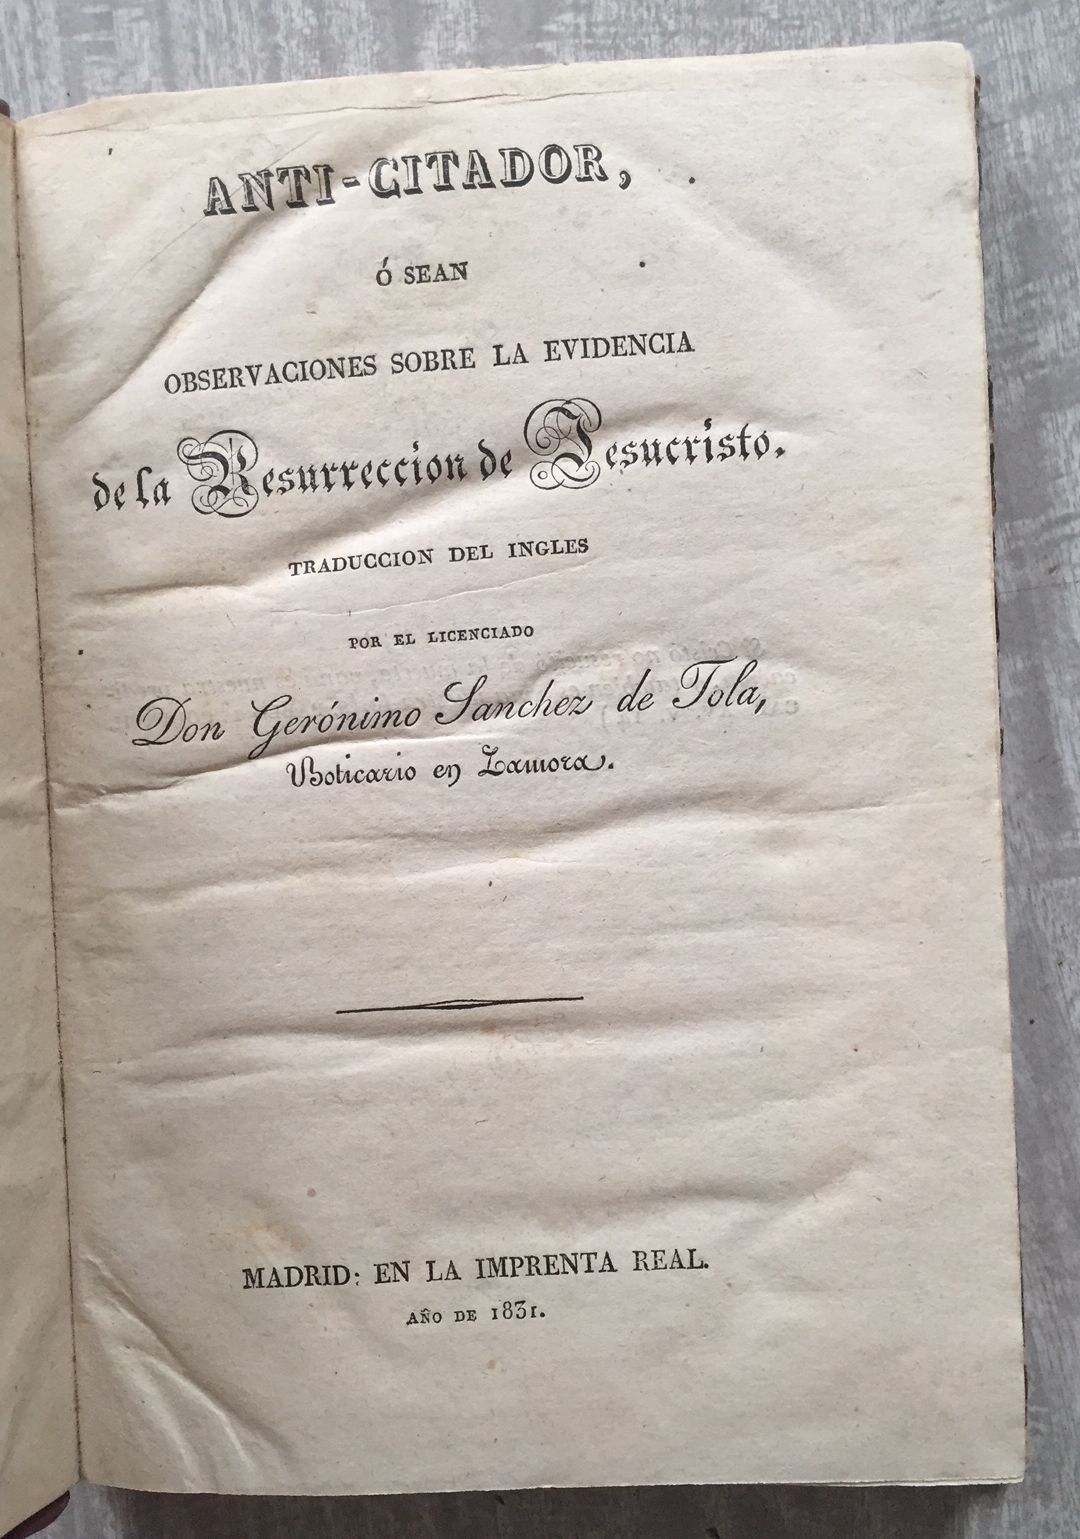 ANTI-CITADOR,
Ó SEAN
OBSERVACIONES SOBRE LA EVIDENCIA
de la Resurreccion de Jesucristo.
TRADUCCION DEL INGLES
POR EL LICENCIADO
Don Gerónimo Sanchez de Tola,
Boticario en Zamora.
MADRID: EN LA IMPRENTA REAL.
AÑO DE 1831.